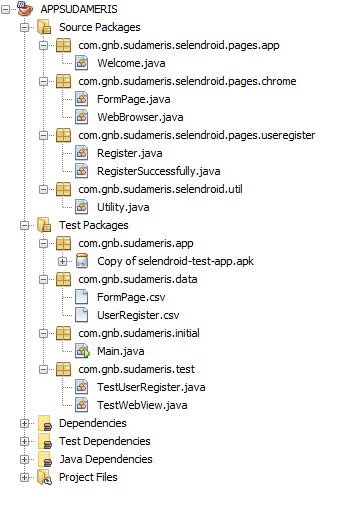 APPSUDAMERIS
Source Packages
com.gnb.sudameris.selendroid.pages.app
Welcome.java
com.gnb.sudameris.selendroid.pages.chrome
FormPage.java
WebBrowser.java
com.gnb.sudameris.selendroid.pages.useregister
Register.java
RegisterSuccessfully.java
com.gnb.sudameris.selendroid.util
Utility.java
Test Packages
com.gnb.sudameris.app
Copy of selendroid-test-app.apk
com.gnb.sudameris.data
FormPage.csv
UserRegister.csv
com.gnb.sudameris.initial
Main.java
com.gnb.sudameris.test
TestUserRegister.java
TestWebView.java
Dependencies
Test Dependencies
Java Dependencies
Project Files